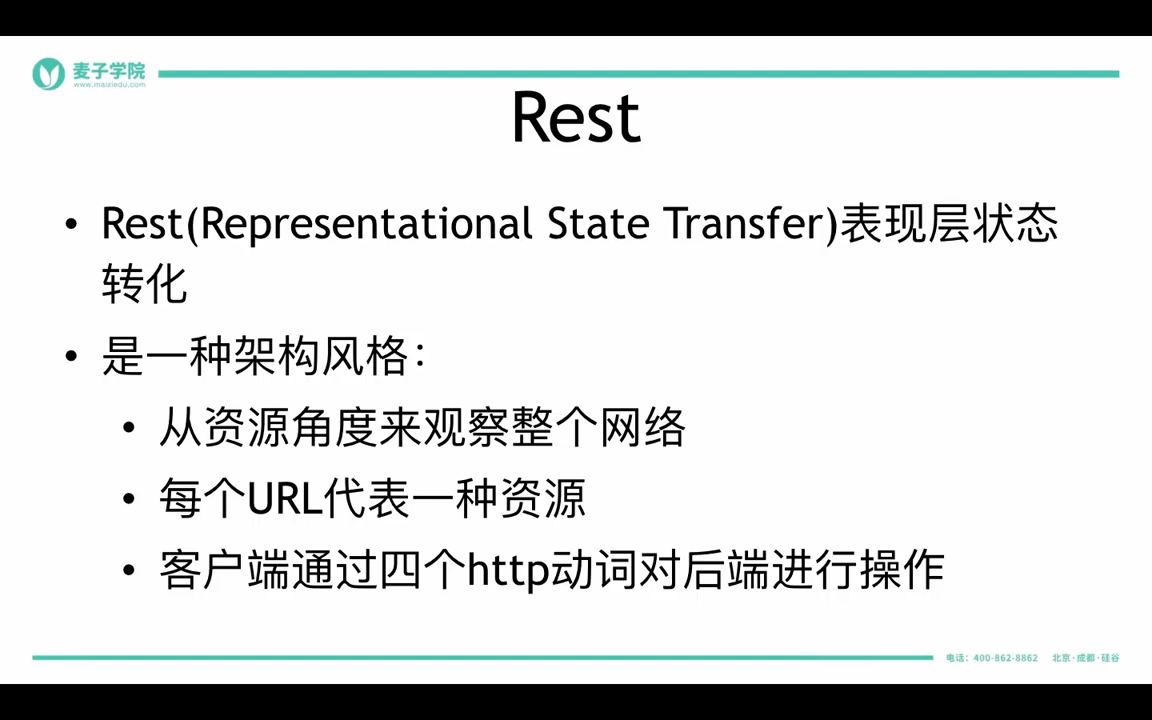 麦子学院
www.maiziedu.com
Rest
• Rest(Representational State Transfer)表现层状态
转化
• 是一种架构风格：
• 从资源角度来观察整个网络
• 每个URL代表一种资源
• 客户端通过四个http动词对后端进行操作
电话：400-862-8862 北京·成都·硅谷